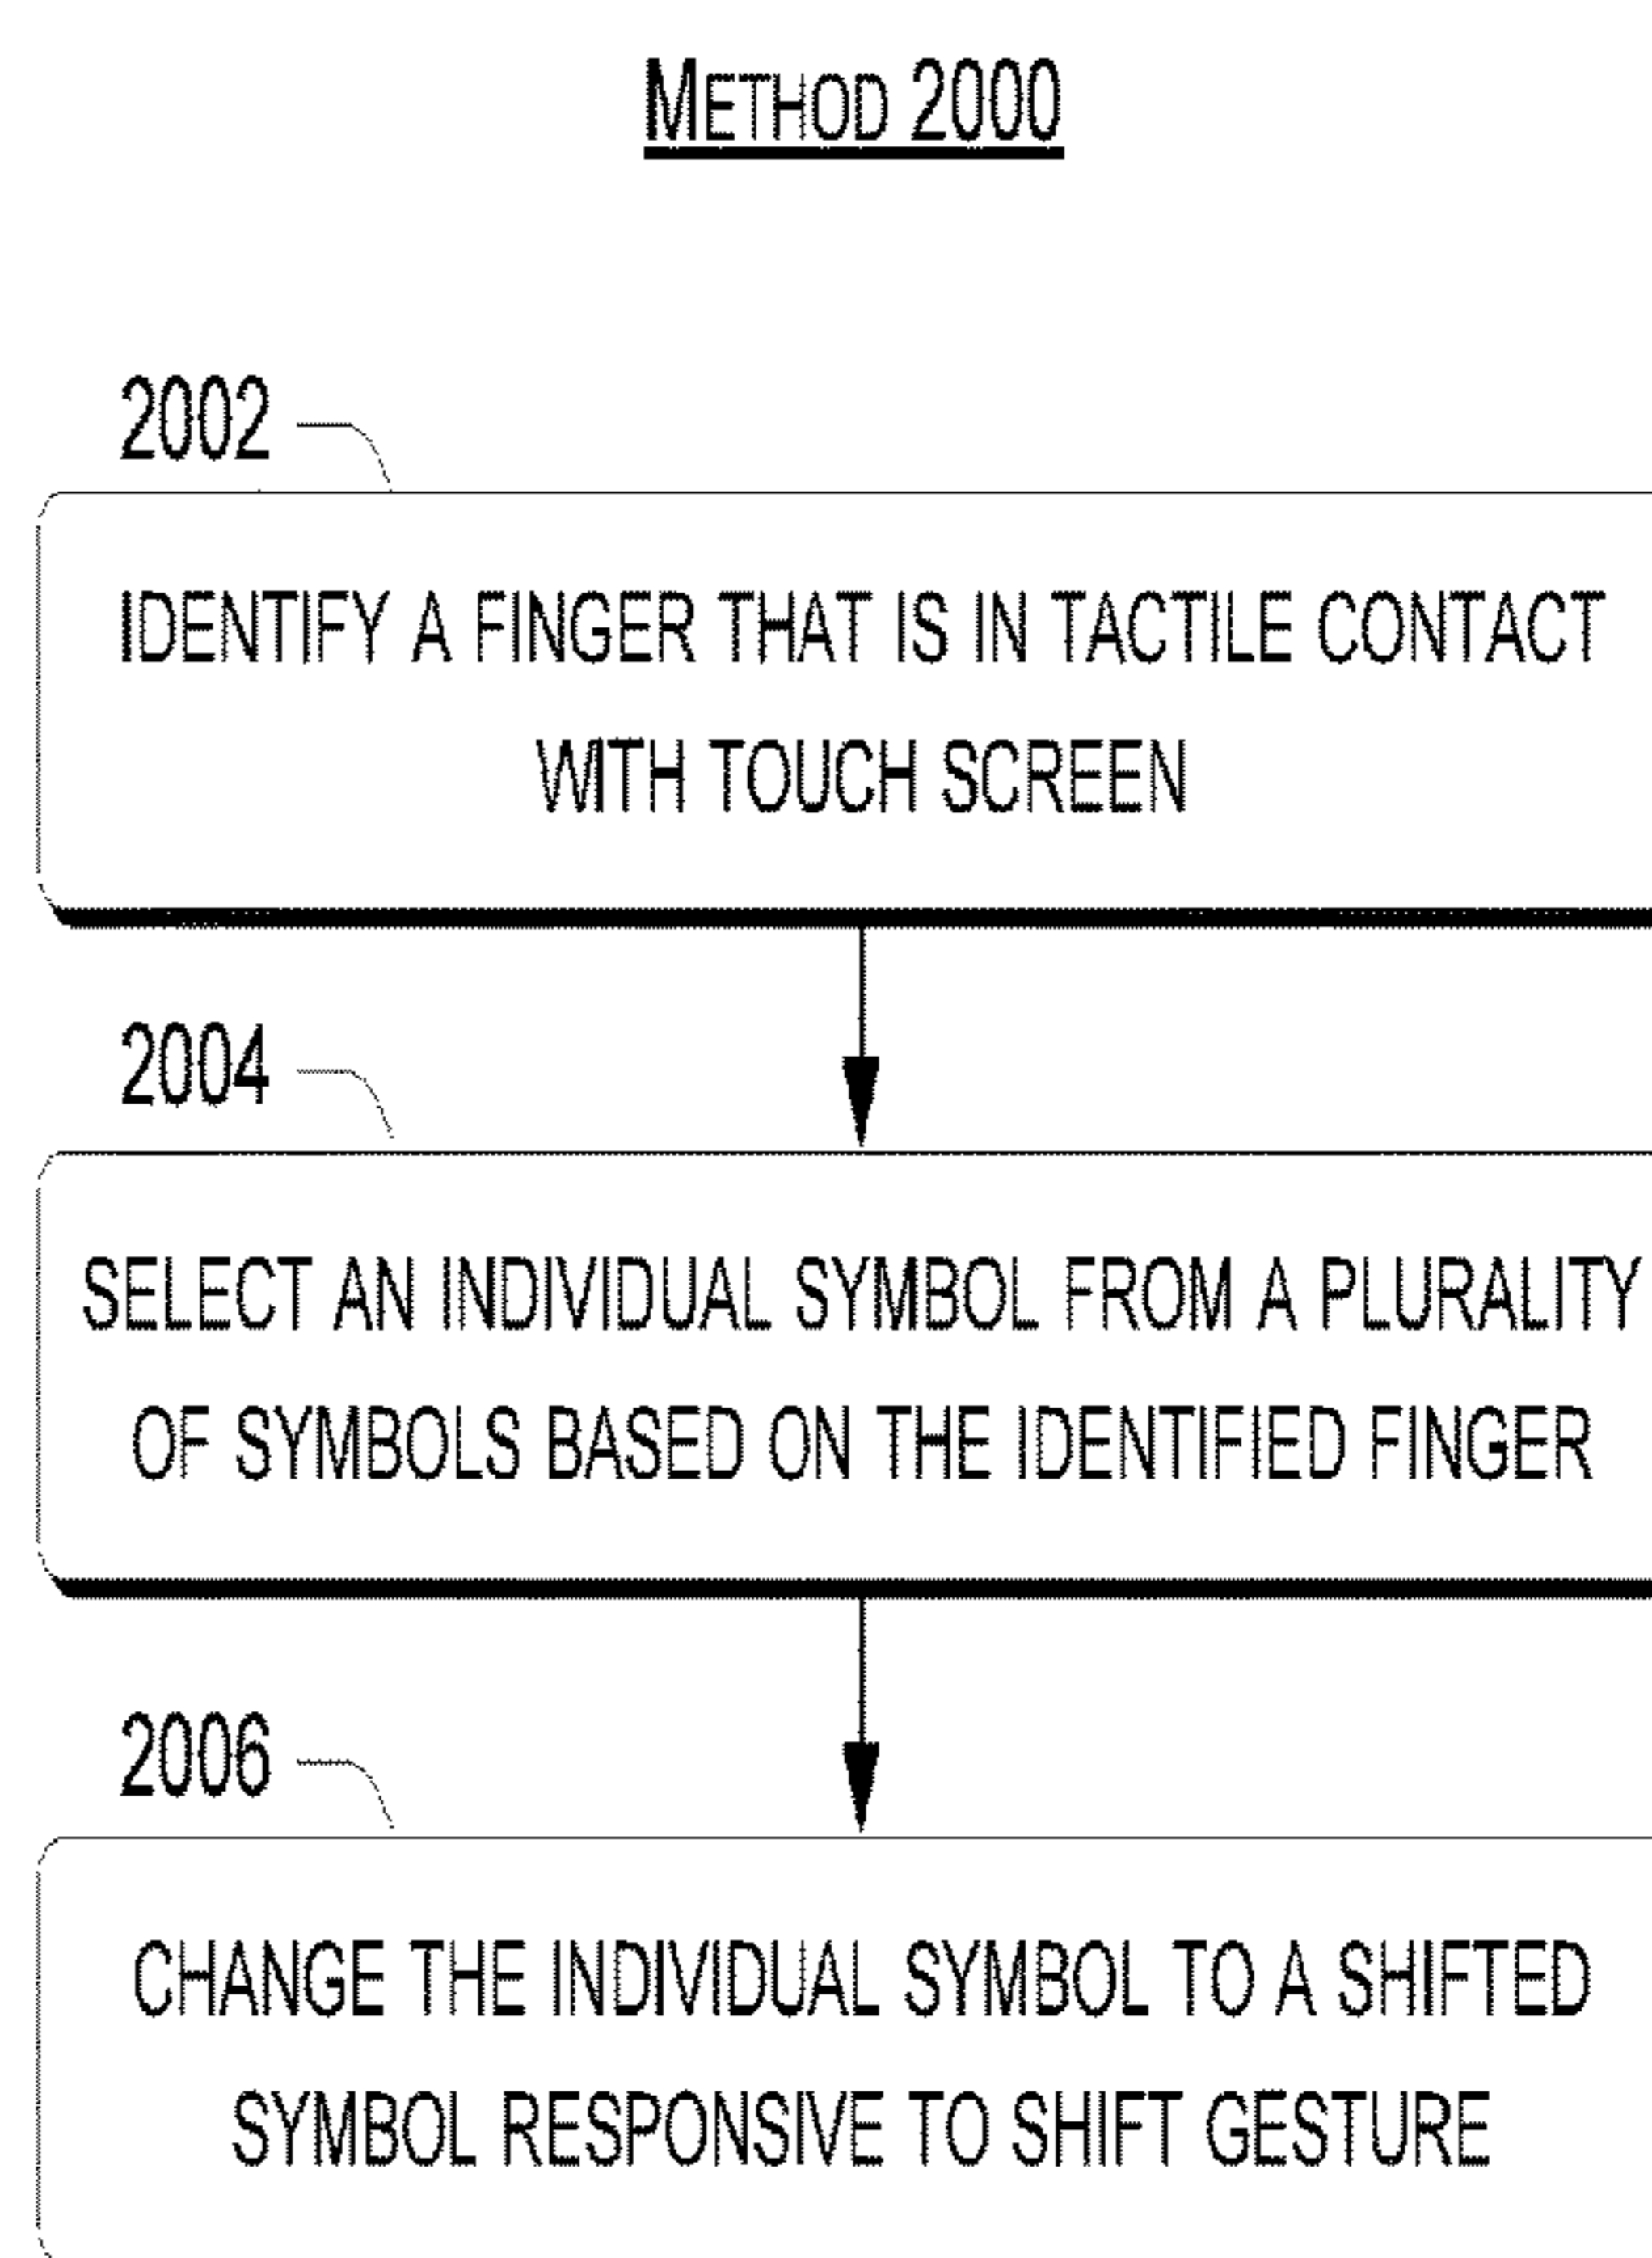 METHOD 2000
2002
IDENTIFY A FINGER THAT IS IN TACTILE CONTACT
WITH TOUCH SCREEN
2004
SELECT AN INDIVIDUAL SYMBOL FROM A PLURALITY
OF SYMBOLS BASED ON THE IDENTIFIED FINGER
2006
CHANGE THE INDIVIDUAL SYMBOL TO A SHIFTED
SYMBOL RESPONSIVE TO SHIFT GESTURE